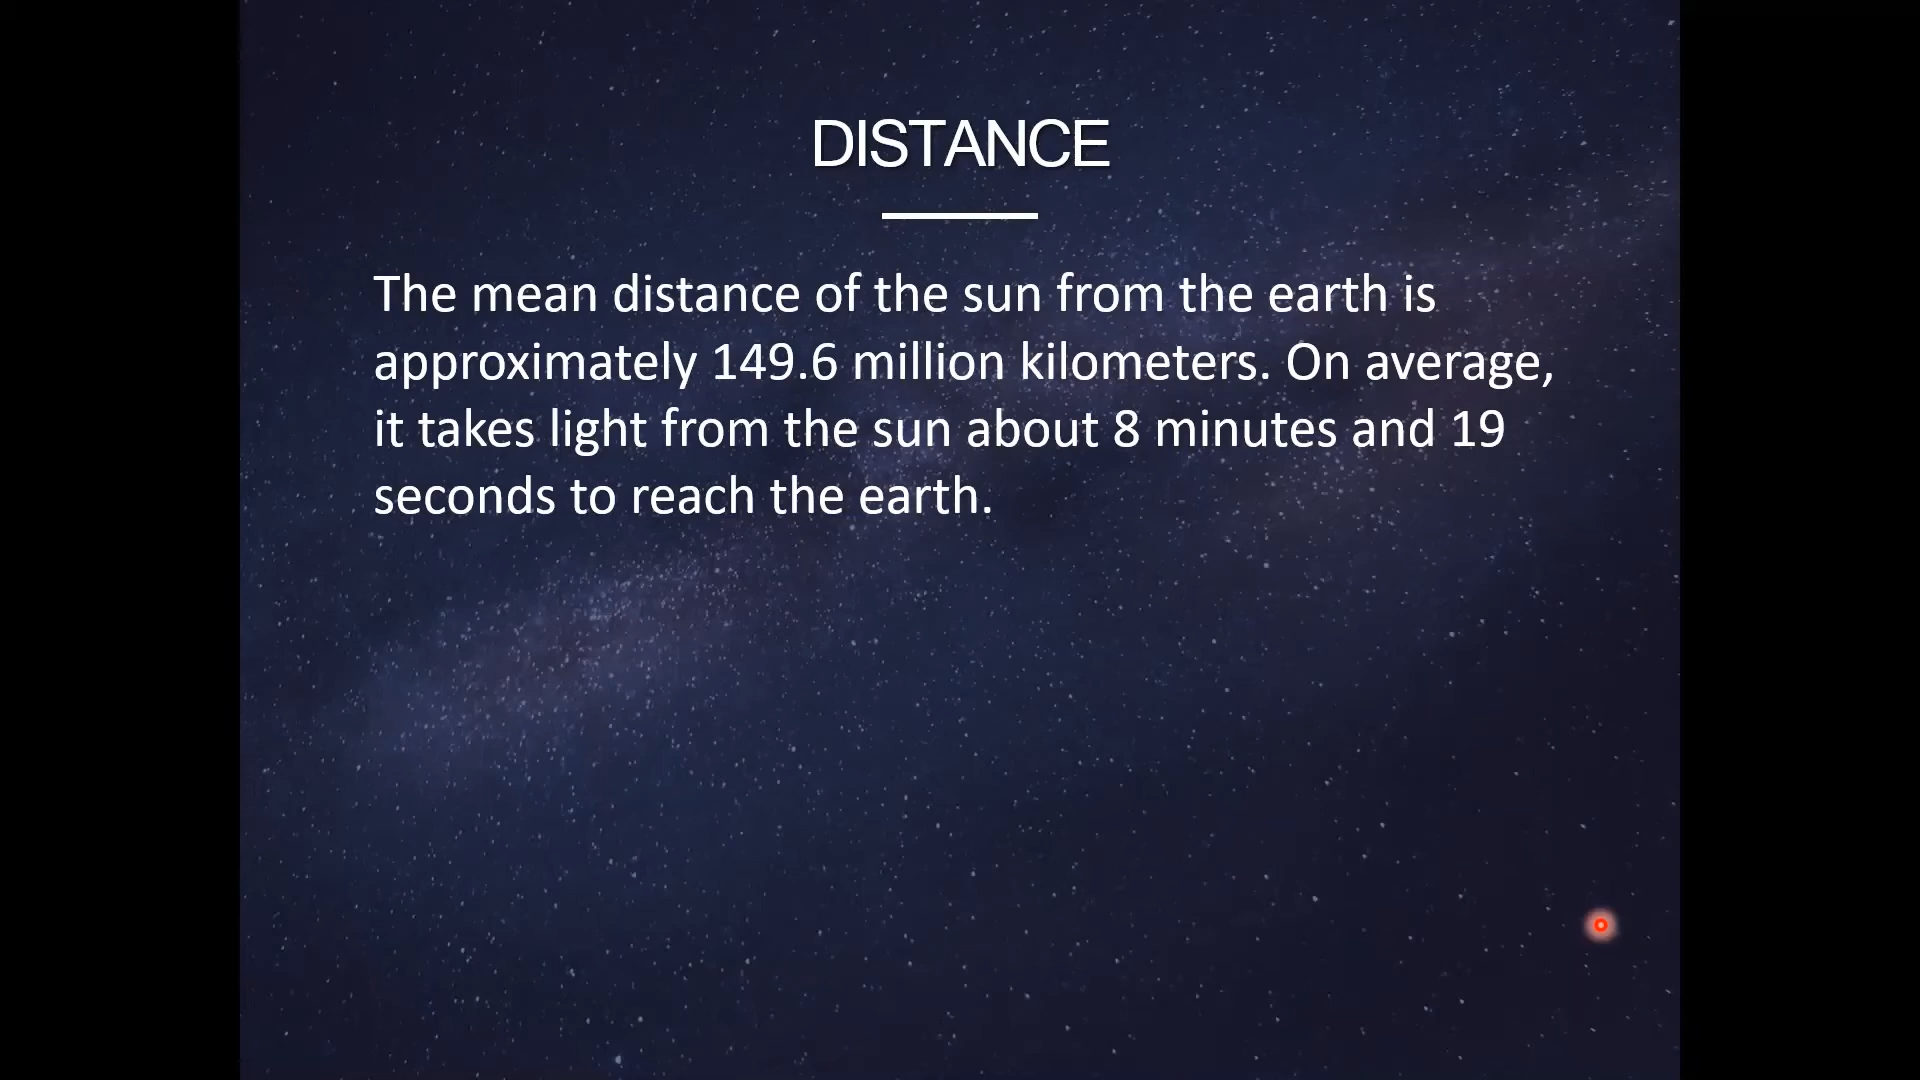 DISTANCE
The mean distance of the sun from the earth is
approximately 149.6 million kilometers. On average,
it takes light from the sun about 8 minutes and 19
seconds to reach the earth.